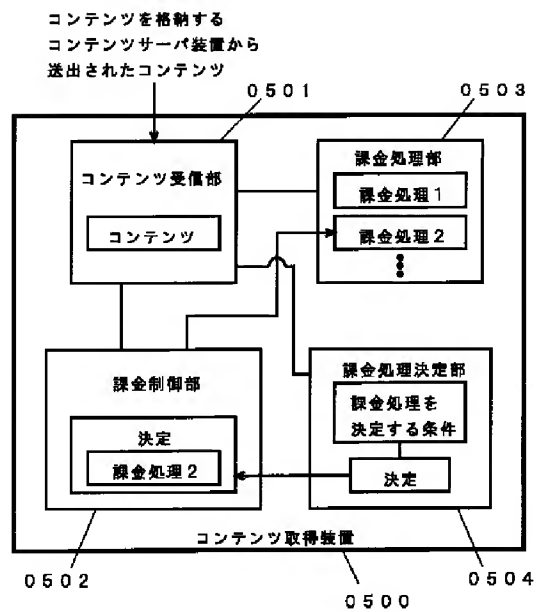 コンテンツを格納する
コンテンツサーバ装置から
送出されたコンテンツ
0501
0503
コンテンツ受信部
コンテンツ
課金処理部
課金処理1
課金処理2
課金制御部
決定
課金処理2
課金処理決定部
課金処理を
決定する条件
決定
コンテンツ取得装置
0502
0500
0504